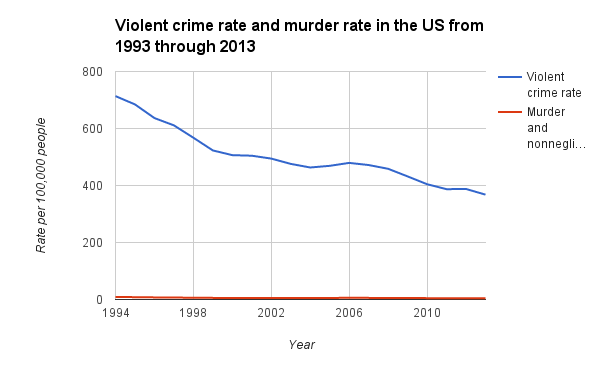 Violent crime rate and murder rate in the US from
1993 through 2013
800
600
400
200
0
Rate per 100,000 people
1994
1998
2002
2006
2010
Year
Violent
crime rate
Murder
and
nonnegli…